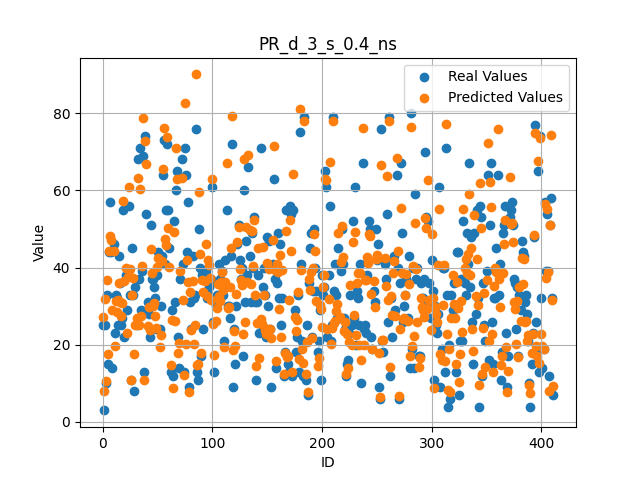 PR_d_3_s_0.4_ns
Real Values
Predicted Values
80
60
40
20
0
Value
0 100 200 300 400
ID